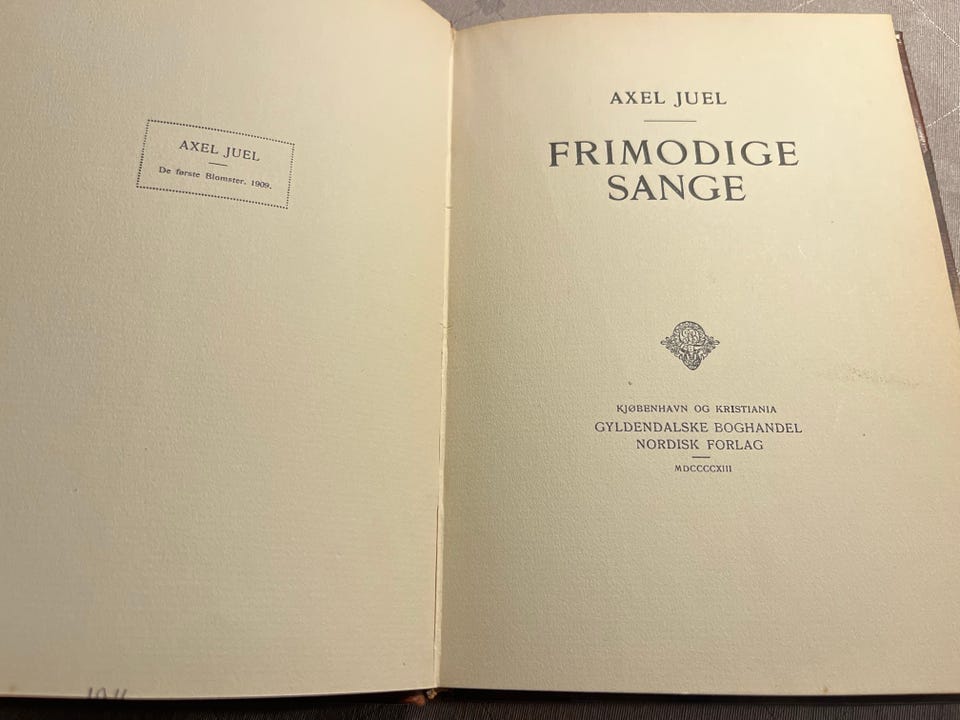 AXEL JUEL
De første Blomster. 1909.
AXEL JUEL
FRIMODIGE
SANGE
KJØBENHAVN OG KRISTIANIA
GYLDENDALSKE BOGHANDEL
NORDISK FORLAG
MDCCCCXIII